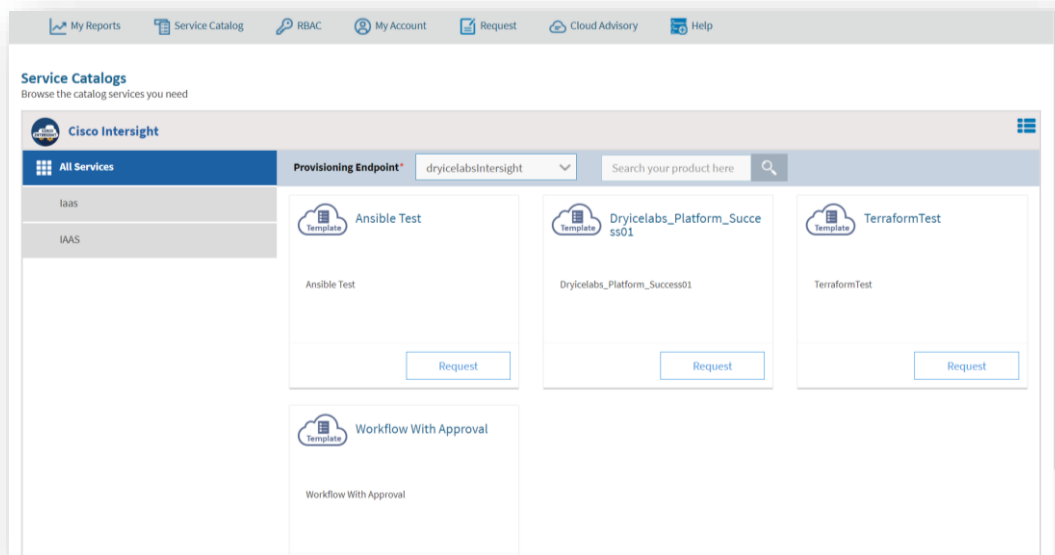 My Reports
Service Catalog
RBAC
My Account
Request
Cloud Advisory
Help
Service Catalogs
Browse the catalog services you need
Cisco Intersight
All Services
Iaas
IAAS
Provisioning Endpoint*
dryicelabsIntersight
Search your product here
Template
Ansible Test
Ansible Test
Request
Template
Dryicelabs_Platform_Succe
ss01
Dryicelabs_Platform_Success01
Request
Template
TerraformTest
TerraformTest
Request
Template
Workflow With Approval
Workflow With Approval